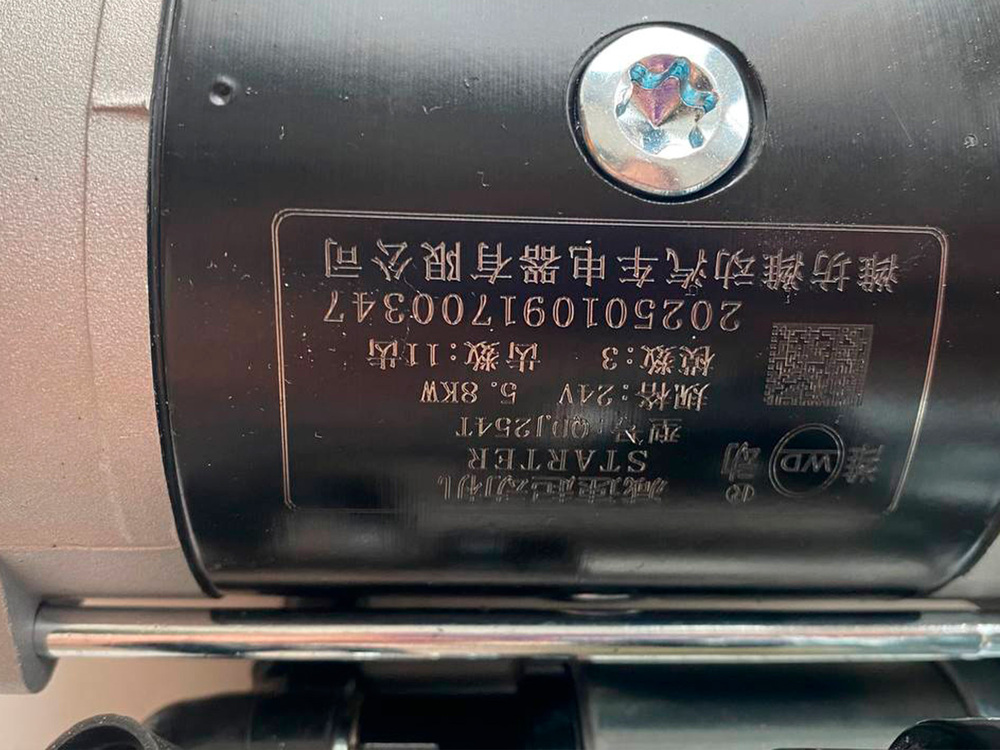 潍 WD 动 ®
减速起动机
STARTER
型号:QDJ254T
规格:24V 5.8KW
模数:3 齿数:11齿
202501091700347
潍坊潍动汽车电器有限公司